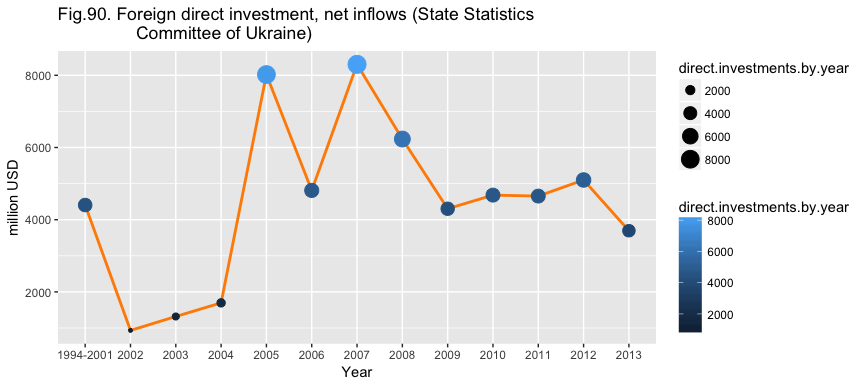 Fig.90. Foreign direct investment, net inflows (State Statistics
Committee of Ukraine)
8000
6000
4000
2000
million USD
1994-2001 2002 2003 2004 2005 2006 2007 2008 2009 2010 2011 2012 2013
Year
direct.investments.by.year
2000
4000
6000
8000
direct.investments.by.year
8000
6000
4000
2000